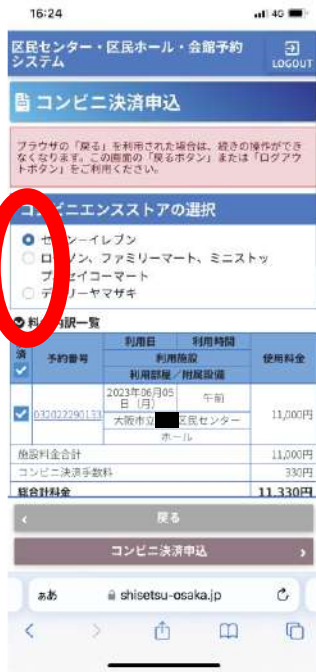 16:24
4G
区民センター・区民ホール・会館予約
システム
LOGOUT
コンビニ決済申込
ブラウザの「戻る」を利用された場合は、続きの操作ができ
なくなります。この画面の「戻るボタン」または「ログアウ
トボタン」をご利用ください。
コンビニエンスストアの選択
セブン−イレブン
ローソン、ファミリーマート、ミニストッ
プ、セイコーマート
デイリーヤマザキ
料金内訳一覧
済
予約番号
利用日
利用時間
利用施設
利用部屋／附属設備
使用料金
032022290133
2023年06月05
日（月）
午前
大阪市立
区民センター
ホール
11,000円
施設料金合計
11,000円
コンビニ決済手数料
330円
総合計料金
11,330円
戻る
コンビニ決済申込
ぁあ
shisetsu-osaka.jp